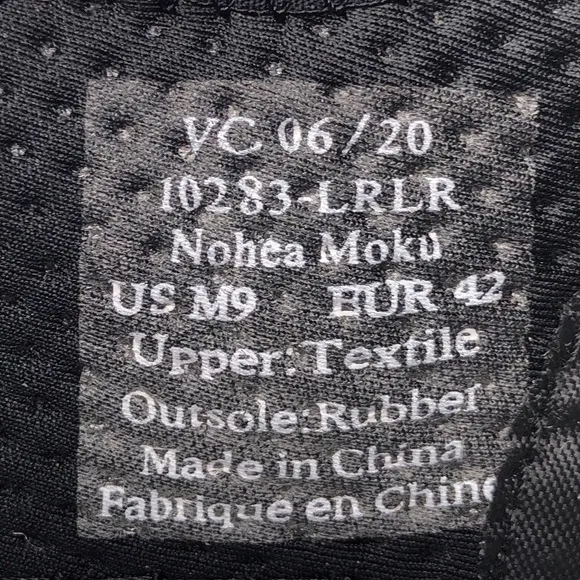 VC 06/20
10283-LRLR
Nohea Moku
US M9 EUR 42
Upper: Textile
Outsole: Rubber
Made in China
Fabrique en Chine